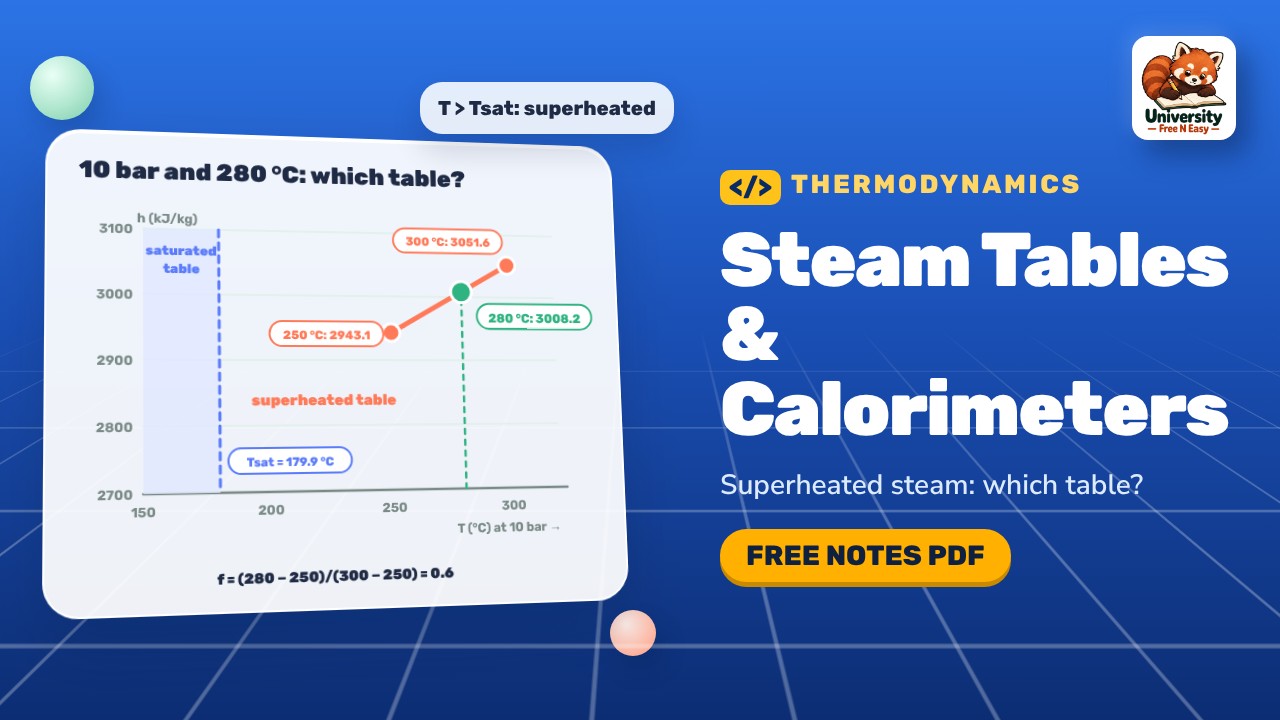 T > Tsat: superheated
10 bar and 280 °C: which table?
h (kJ/kg)
3100
3000
2900
2800
2700
saturated
table
300 °C: 3051.6
280 °C: 3008.2
250 °C: 2943.1
superheated table
Tsat = 179.9 °C
150
200
250
300
T (°C) at 10 bar →
f = (280 – 250)/(300 – 250) = 0.6
University
— Free N Easy —
</> THERMODYNAMICS
Steam Tables
&
Calorimeters
Superheated steam: which table?
FREE NOTES PDF